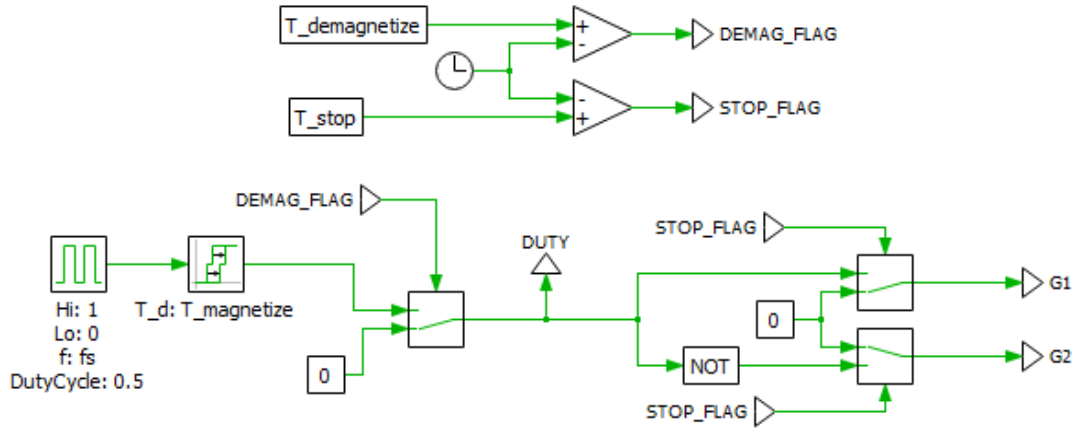 T_demagnetize
+
-
DEMAG_FLAG
-
+
T_stop
STOP_FLAG
DEMAG_FLAG
STOP_FLAG
DUTY
G1
Hi: 1
Lo: 0
f: fs
DutyCycle: 0.5
T_d: T_magnetize
0
0
NOT
G2
STOP_FLAG